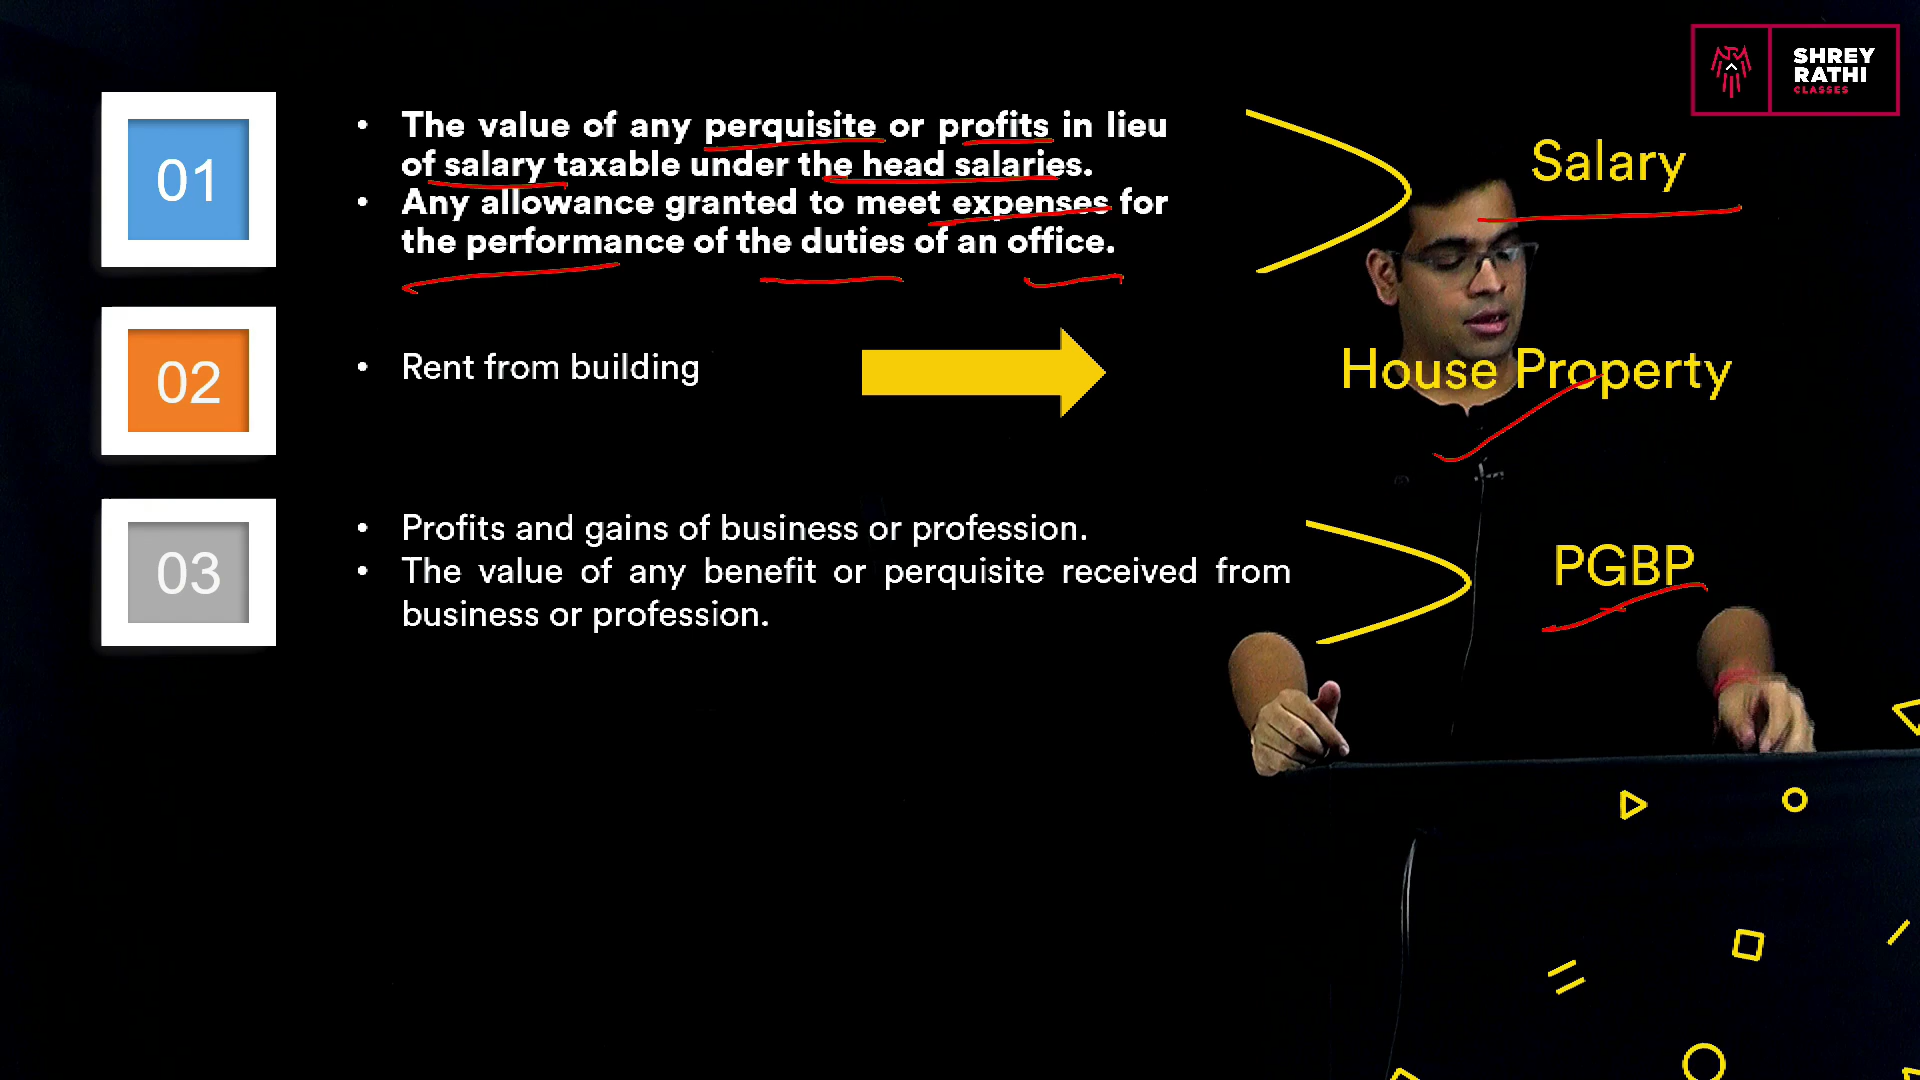 SHREY
RATHI
CLASSES
01
• The value of any perquisite or profits in lieu
of salary taxable under the head salaries.
• Any allowance granted to meet expenses for
the performance of the duties of an office.
Salary
02
• Rent from building
House Property
03
• Profits and gains of business or profession.
• The value of any benefit or perquisite received from
business or profession.
PGBP